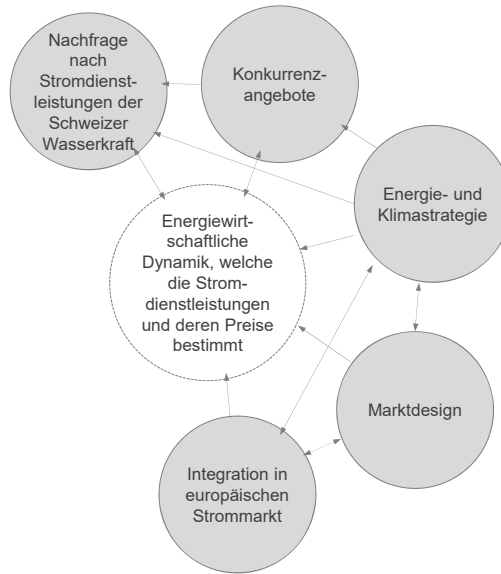 Nachfrage
nach
Stromdienst-
leistungen der
Schweizer
Wasserkraft
Konkurrenz-
angebote
Energie- und
Klimastrategie
Energiewirt-
schaftliche
Dynamik, welche
die Strom-
dienstleistungen
und deren Preise
bestimmt
Marktdesign
Integration in
europäischen
Strommarkt